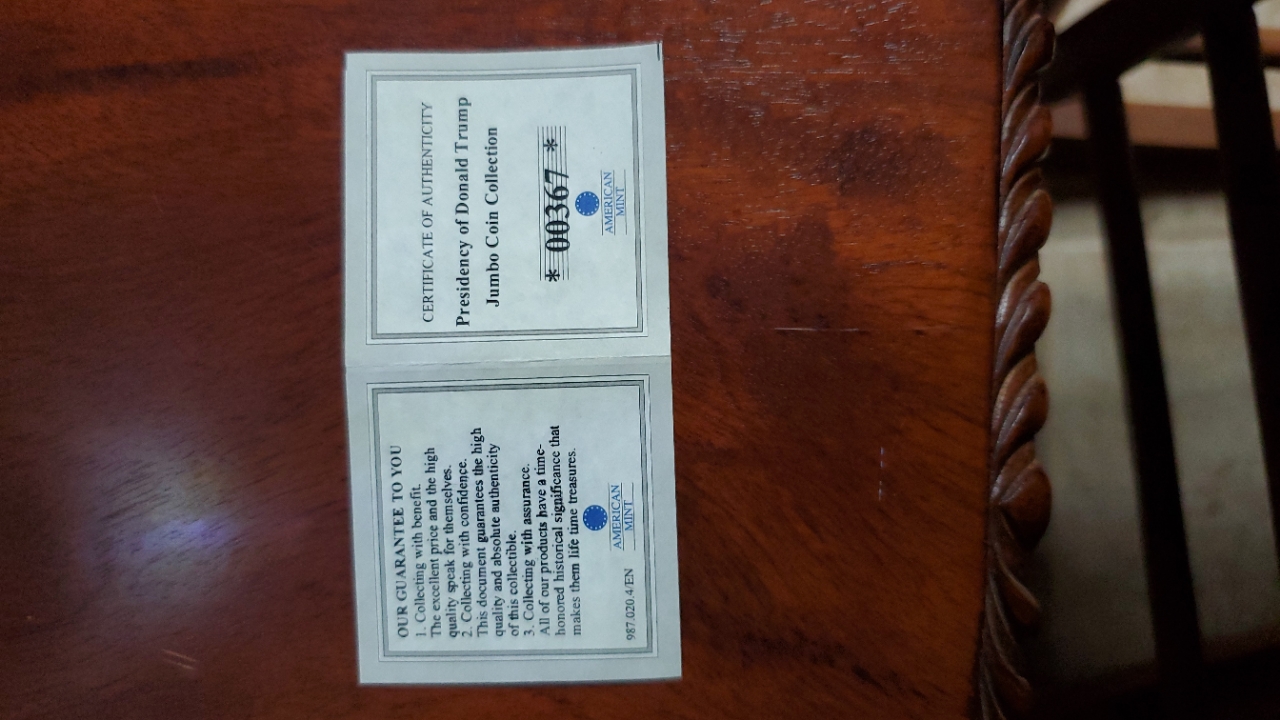 OUR GUARANTEE TO YOU
1. Collecting with benefit.
The excellent price and the high
quality speak for themselves.
2. Collecting with confidence.
This document guarantees the high
quality and absolute authenticity
of this collectible.
3. Collecting with assurance.
All of our products have a time-
honored historical significance that
makes them life time treasures.
987.020.4/EN
AMERICAN
MINT
CERTIFICATE OF AUTHENTICITY
Presidency of Donald Trump
Jumbo Coin Collection
* 00367 *
AMERICAN
MINT